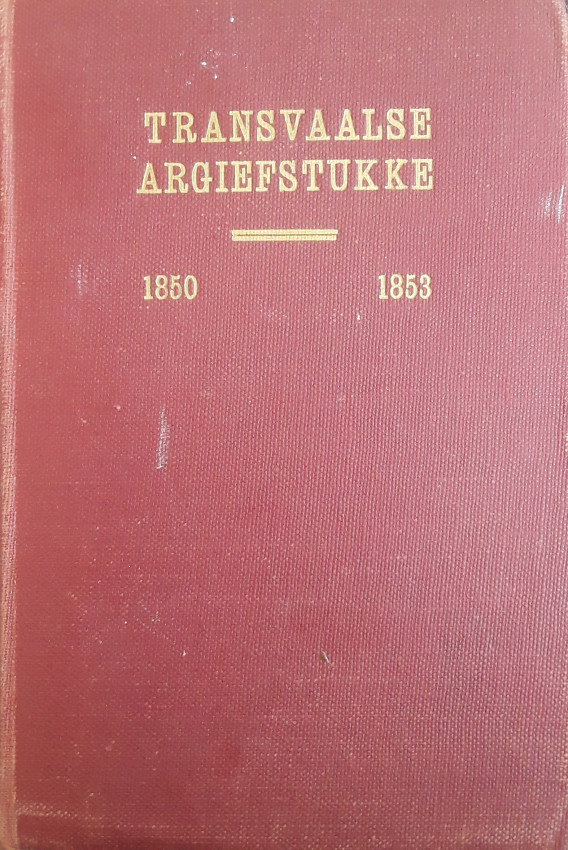 TRANSVAALSE
ARGIEFSTUKKE
1850 1853